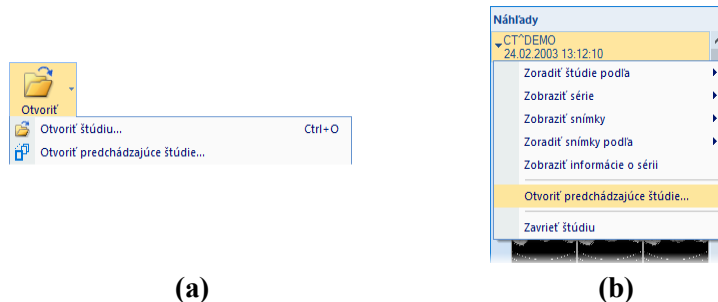 Otvoriť
Otvoriť štúdiu... Ctrl+O
Otvoriť predchádzajúce štúdie...
(a)
Náhľady
CT^DEMO
24.02.2003 13:12:10
Zoradiť štúdie podľa
Zobraziť série
Zobraziť snímky
Zoradiť snímky podľa
Zobraziť informácie o sérii
Otvoriť predchádzajúce štúdie...
Zavrieť štúdiu
(b)